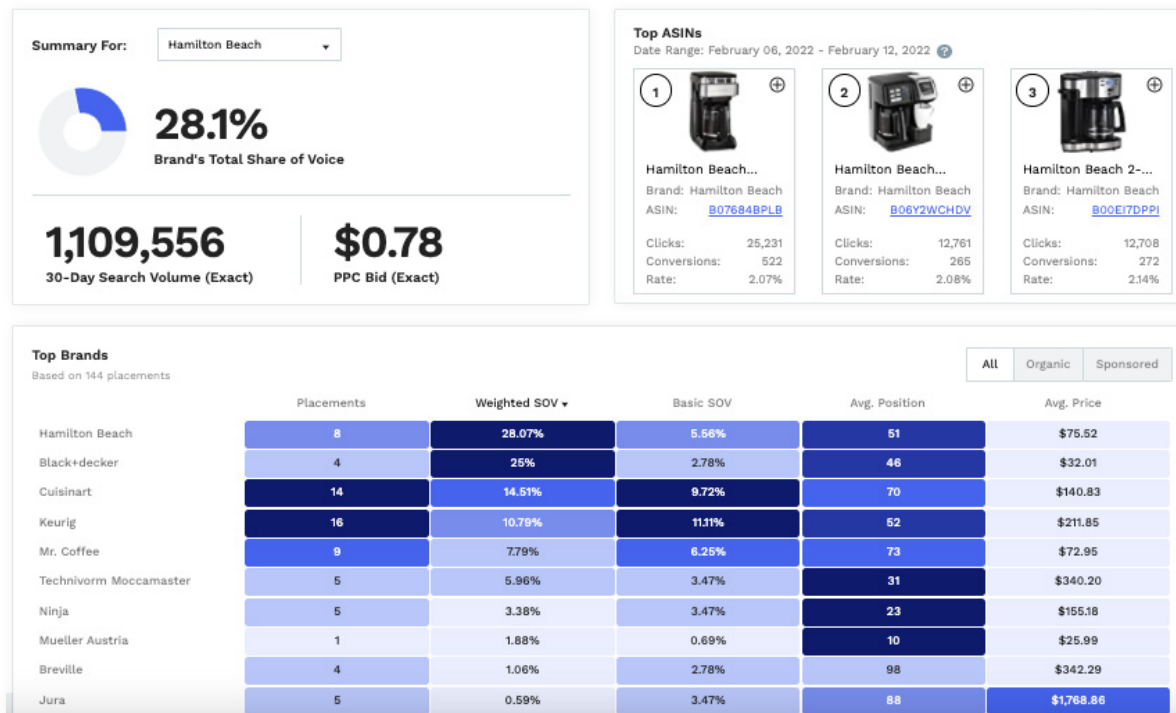 Summary For: Hamilton Beach
28.1%
Brand's Total Share of Voice
1,109,556
30-Day Search Volume (Exact)
$0.78
PPC Bid (Exact)
Top ASINs
Date Range: February 06, 2022 - February 12, 2022 ?
1
Hamilton Beach...
Brand: Hamilton Beach
ASIN: B07684BPLB
Clicks: 25,231
Conversions: 522
Rate: 2.07%
2
Hamilton Beach...
Brand: Hamilton Beach
ASIN: B06Y2WCHDV
Clicks: 12,761
Conversions: 265
Rate: 2.08%
3
Hamilton Beach 2-...
Brand: Hamilton Beach
ASIN: B00EI7DPPI
Clicks: 12,708
Conversions: 272
Rate: 2.14%
Top Brands
Based on 144 placements
All Organic Sponsored
Placements Weighted SOV Basic SOV Avg. Position Avg. Price
Hamilton Beach 8 28.07% 5.56% 51 $75.52
Black+decker 4 25% 2.78% 46 $32.01
Cuisinart 14 14.51% 9.72% 70 $140.83
Keurig 16 10.79% 11.11% 52 $211.85
Mr. Coffee 9 7.79% 6.25% 73 $72.95
Technivorm Moccamaster 5 5.96% 3.47% 31 $340.20
Ninja 5 3.38% 3.47% 23 $155.18
Mueller Austria 1 1.88% 0.69% 10 $25.99
Breville 4 1.06% 2.78% 98 $342.29
Jura 5 0.59% 3.47% 88 $1,768.86